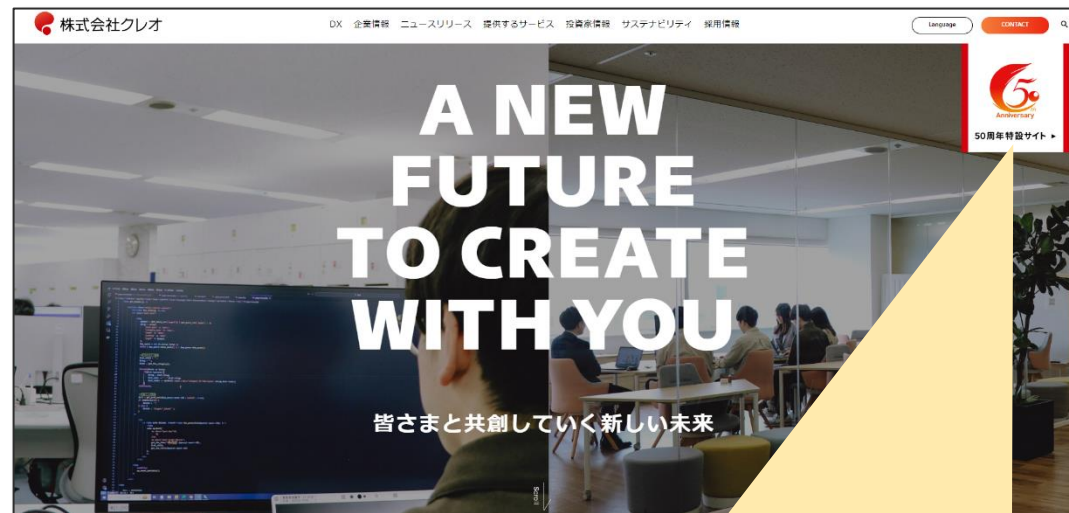 株式会社クレオ
DX 企業情報 ニュースリリース 提供するサービス 投資家情報 サステナビリティ 採用情報
Language
CONTACT
A NEW
FUTURE
TO CREATE
WITH YOU
皆さまと共創していく新しい未来
Scroll
50
Anniversary
50周年特設サイト ▶